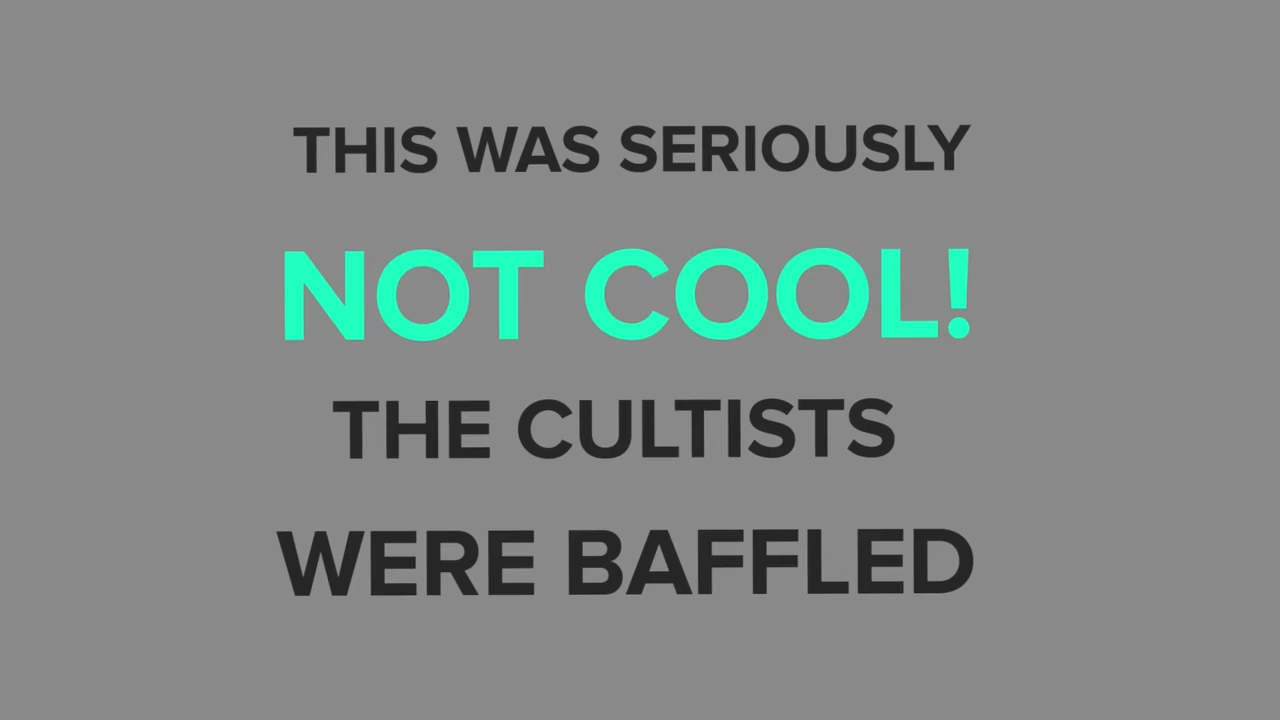 THIS WAS SERIOUSLY
NOT COOL!
THE CULTISTS
WERE BAFFLED